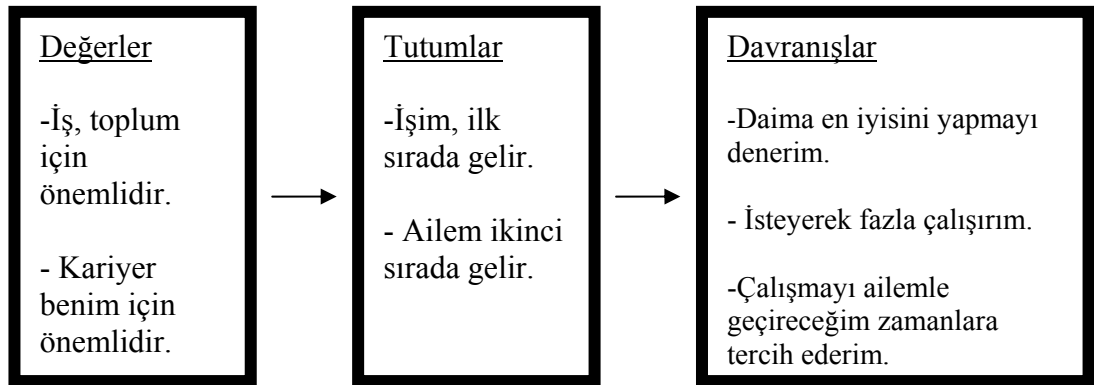 Değerler
-İş, toplum
için
önemlidir.
- Kariyer
benim için
önemlidir.
Tutumlar
-İşim, ilk
sırada gelir.
- Ailem ikinci
sırada gelir.
Davranışlar
-Daima en iyisini yapmayı
denerim.
- İsteyerek fazla çalışırım.
-Çalışmayı ailemle
geçireceğim zamanlara
tercih ederim.